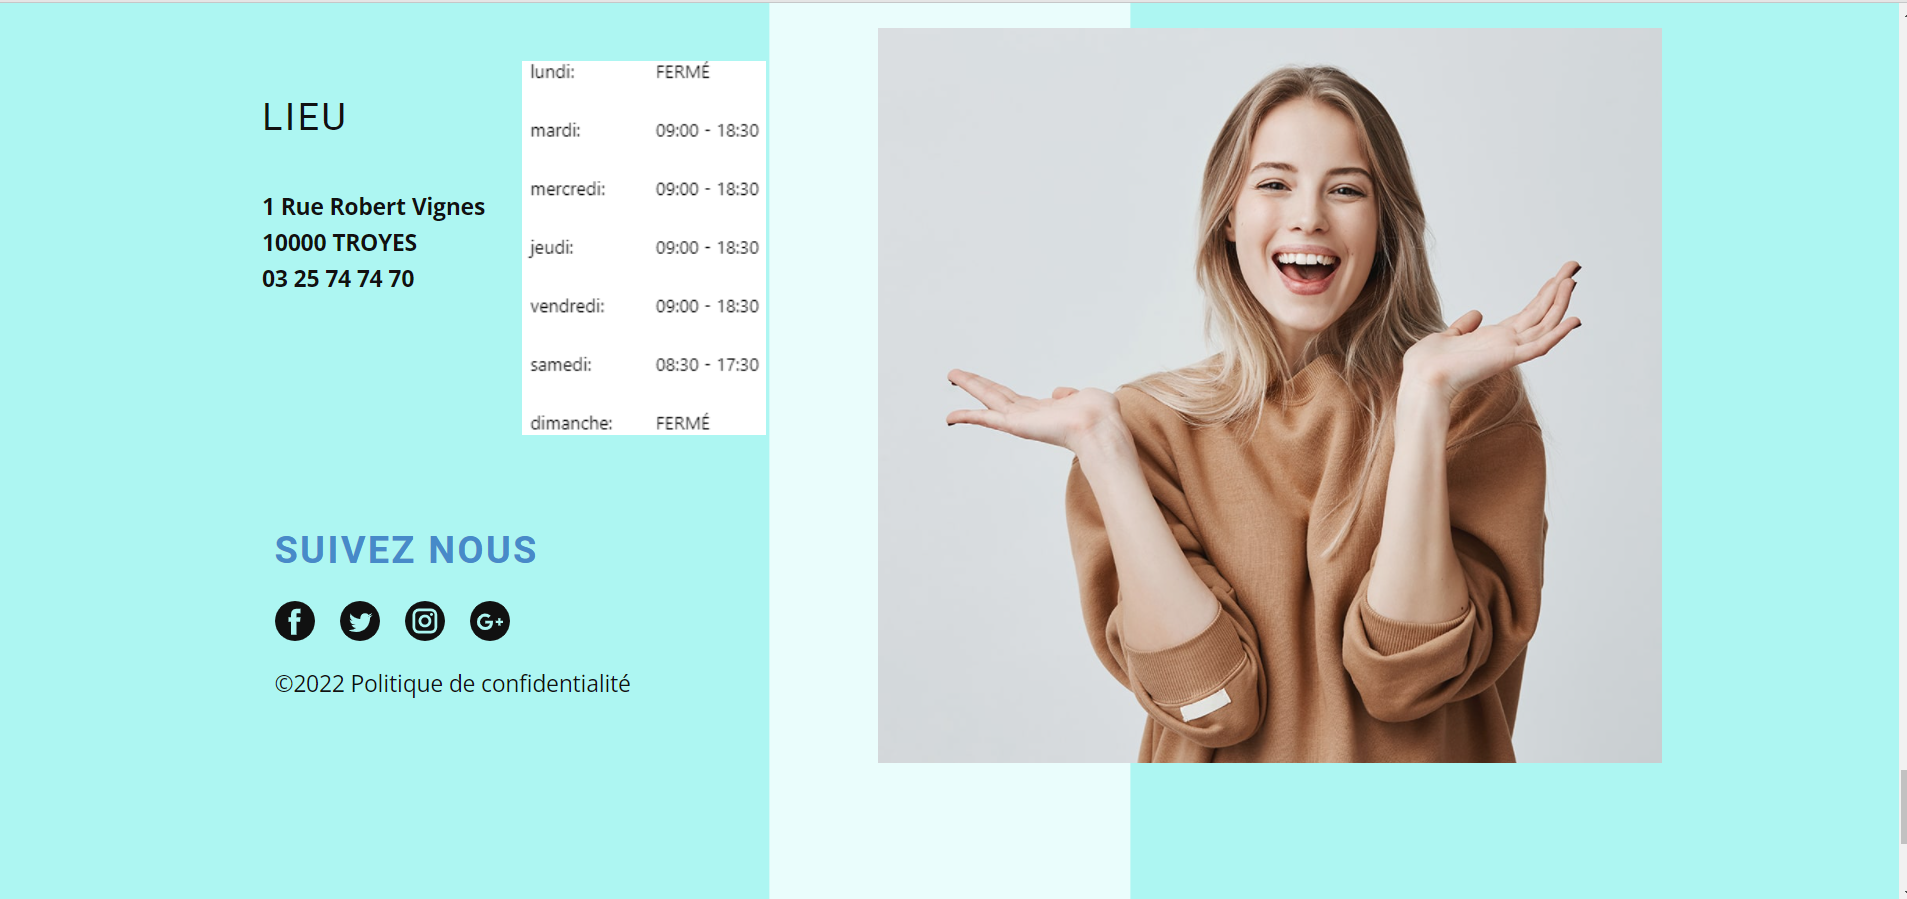 LIEU
1 Rue Robert Vignes
10000 TROYES
03 25 74 74 70
lundi: FERMÉ
mardi: 09:00 - 18:30
mercredi: 09:00 - 18:30
jeudi: 09:00 - 18:30
vendredi: 09:00 - 18:30
samedi: 08:30 - 17:30
dimanche: FERMÉ
SUIVEZ NOUS
©2022 Politique de confidentialité